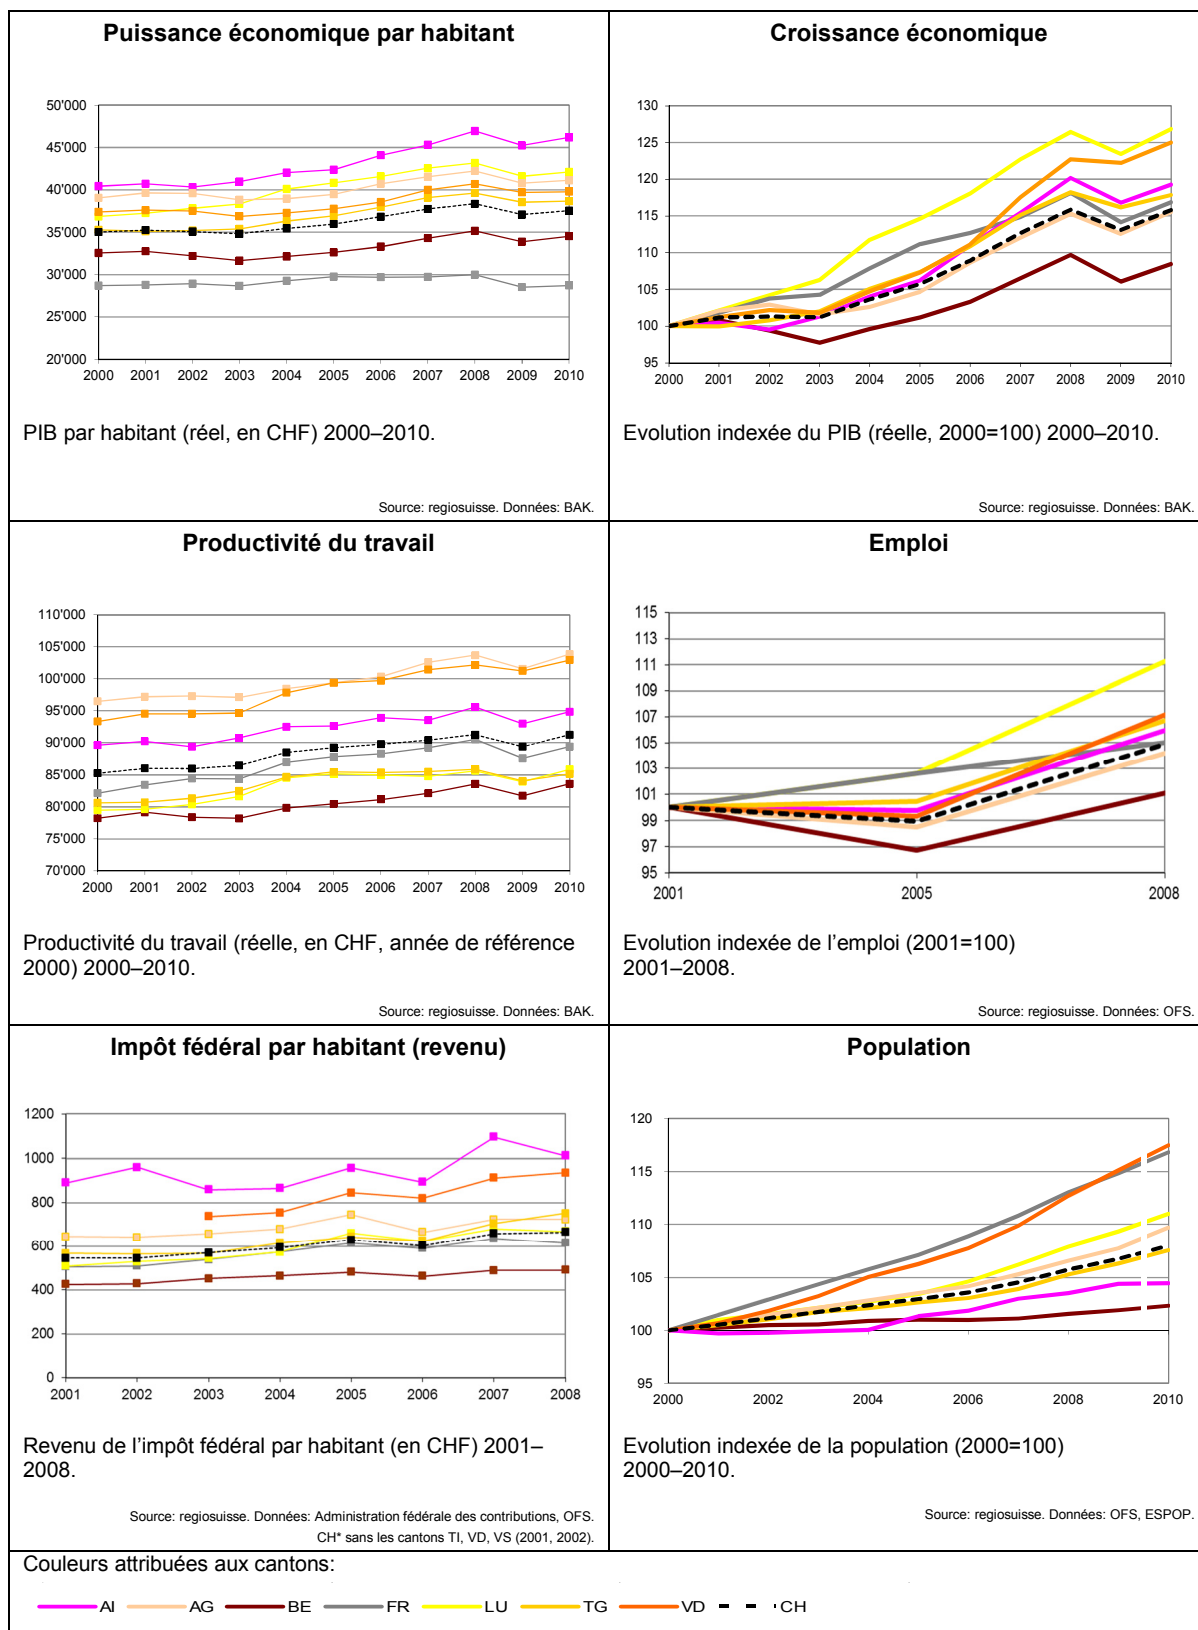 Puissance économique par habitant
50'000
45'000
40'000
35'000
30'000
25'000
20'000
2000 2001 2002 2003 2004 2005 2006 2007 2008 2009 2010
PIB par habitant (réel, en CHF) 2000–2010.
Source: regiosuisse. Données: BAK.
Croissance économique
130
125
120
115
110
105
100
95
2000 2001 2002 2003 2004 2005 2006 2007 2008 2009 2010
Evolution indexée du PIB (réelle, 2000=100) 2000–2010.
Source: regiosuisse. Données: BAK.
Productivité du travail
110'000
105'000
100'000
95'000
90'000
85'000
80'000
75'000
70'000
2000 2001 2002 2003 2004 2005 2006 2007 2008 2009 2010
Productivité du travail (réelle, en CHF, année de référence
2000) 2000–2010.
Source: regiosuisse. Données: BAK.
Emploi
115
113
111
109
107
105
103
101
99
97
95
2001 2005 2008
Evolution indexée de l'emploi (2001=100)
2001–2008.
Source: regiosuisse. Données: OFS.
Impôt fédéral par habitant (revenu)
1200
1000
800
600
400
200
0
2001 2002 2003 2004 2005 2006 2007 2008
Revenu de l'impôt fédéral par habitant (en CHF) 2001–
2008.
Source: regiosuisse. Données: Administration fédérale des contributions, OFS.
CH* sans les cantons TI, VD, VS (2001, 2002).
Population
120
115
110
105
100
95
2000 2002 2004 2006 2008 2010
Evolution indexée de la population (2000=100)
2000–2010.
Source: regiosuisse. Données: OFS, ESPOP.
Couleurs attribuées aux cantons:
AI AG BE FR LU TG VD CH